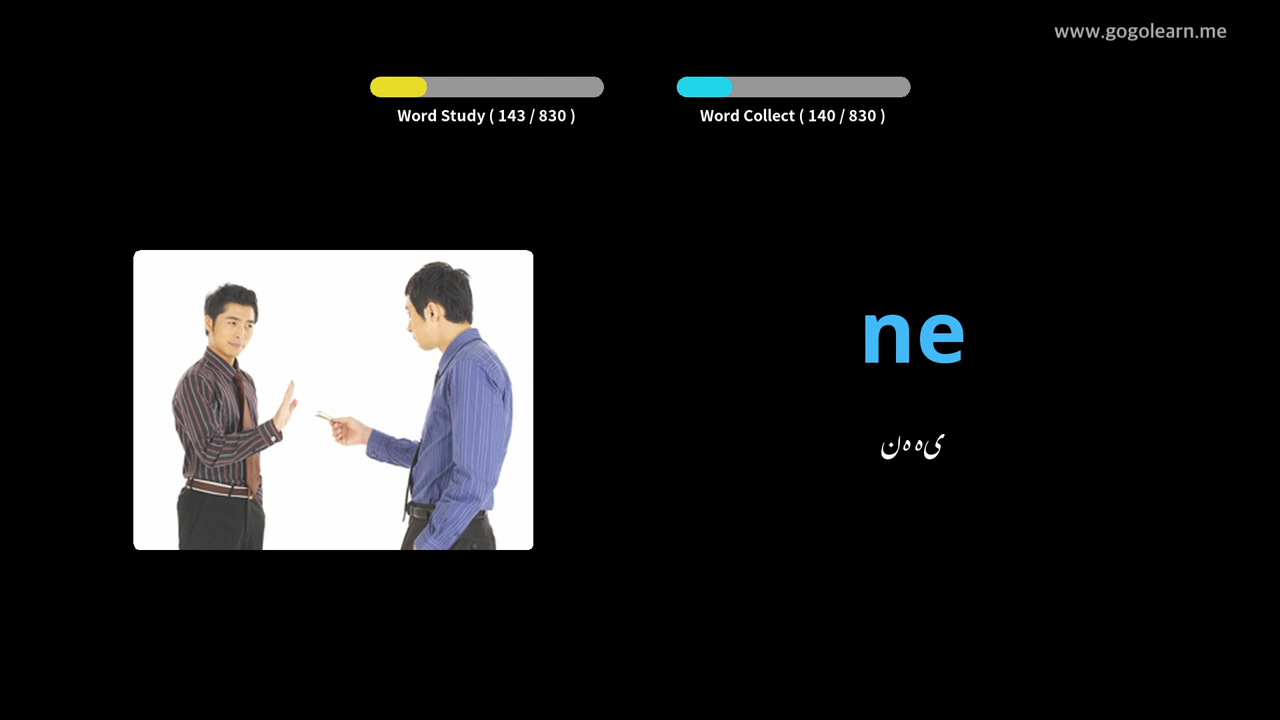 www.gogolearn.me
Word Study ( 143 / 830 )
Word Collect ( 140 / 830 )
ne
ی‌ه ه‌ن